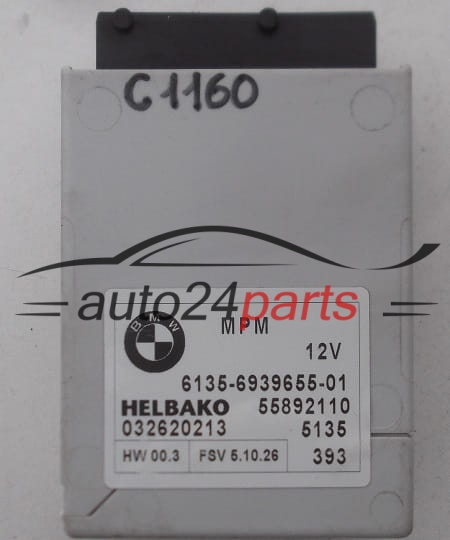 C1160
auto24parts
BMW
MPM
12V
6135-6939655-01
HELBAKO 55892110
032620213 5135
HW 00.3 FSV 5.10.26 393